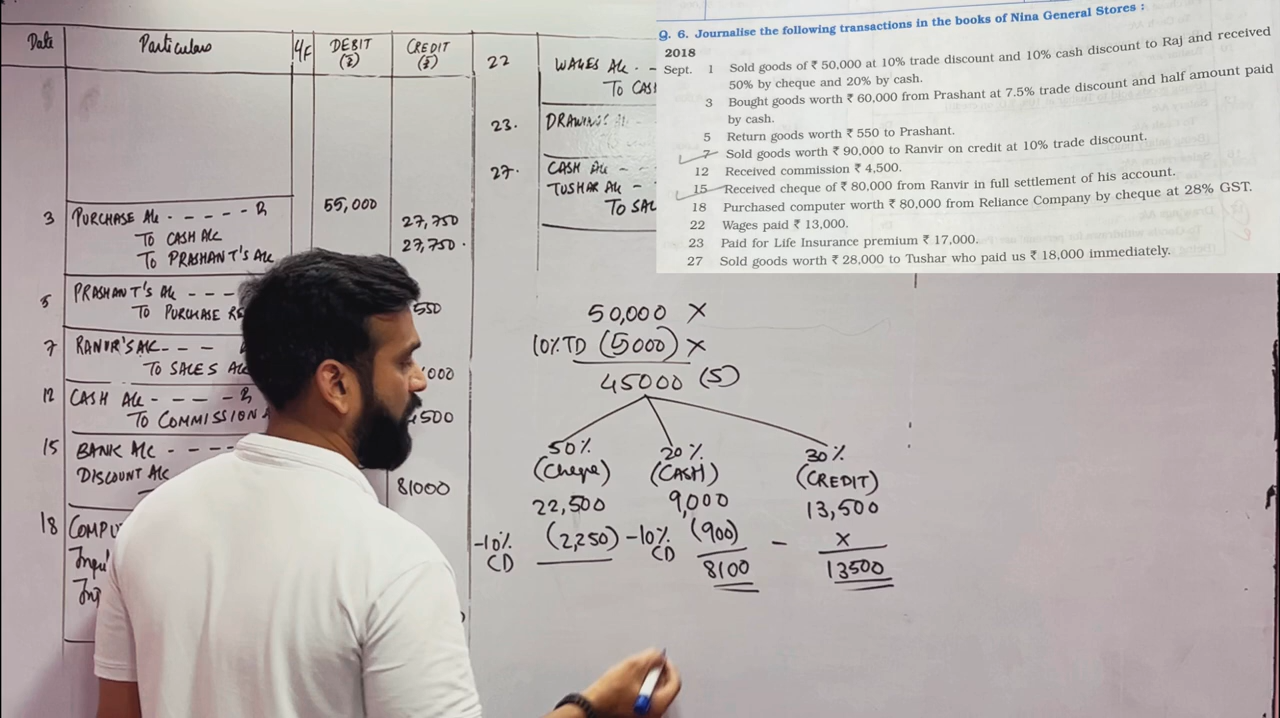 Q. 6. Journalise the following transactions in the books of Nina General Stores :
2018
Sept. 1 Sold goods of ₹ 50,000 at 10% trade discount and 10% cash discount to Raj and received
50% by cheque and 20% by cash.
3 Bought goods worth ₹ 60,000 from Prashant at 7.5% trade discount and half amount paid
by cash.
5 Return goods worth ₹ 550 to Prashant.
7 Sold goods worth ₹ 90,000 to Ranvir on credit at 10% trade discount.
12 Received commission ₹ 4,500.
15 Received cheque of ₹ 80,000 from Ranvir in full settlement of his account.
18 Purchased computer worth ₹ 80,000 from Reliance Company by cheque at 28% GST.
22 Wages paid ₹ 13,000.
23 Paid for Life Insurance premium ₹ 17,000.
27 Sold goods worth ₹ 28,000 to Tushar who paid us ₹ 18,000 immediately.
Date Particulars L/F DEBIT (₹) CREDIT (₹)
3 PURCHASE A/c - - - - - Dr 55,000
TO CASH A/c 27,750
TO PRASHANT'S A/c 27,750
5 PRASHANT'S A/c - - -
TO PURCHASE 550
7 RANVIR'S A/c - - -
TO SALES A/c 000
12 CASH A/c - - - - Dr
TO COMMISSION 4500
15 BANK A/c - - - -
DISCOUNT A/c
81000
18
22 WAGES A/c - -
TO
23. DRAWING
27. CASH A/c - -
TUSHAR A/c - -
TO
50,000 X
10% TD (5000) X
45000 (S)
50% 20% 30%
(Cheque) (CASH) (CREDIT)
22,500 9,000 13,500
-10% CD (2,250) -10% CD (900) - X
8100 13500